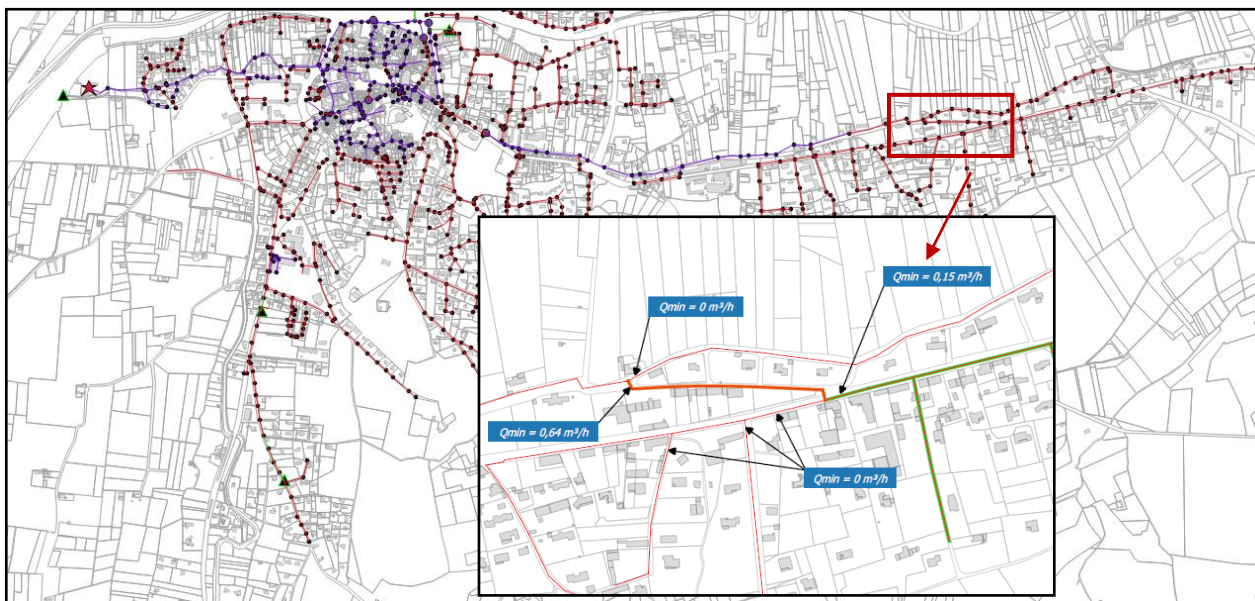 Qmin = 0,15 m³/h
Qmin = 0 m³/h
Qmin = 0,64 m³/h
Qmin = 0 m³/h